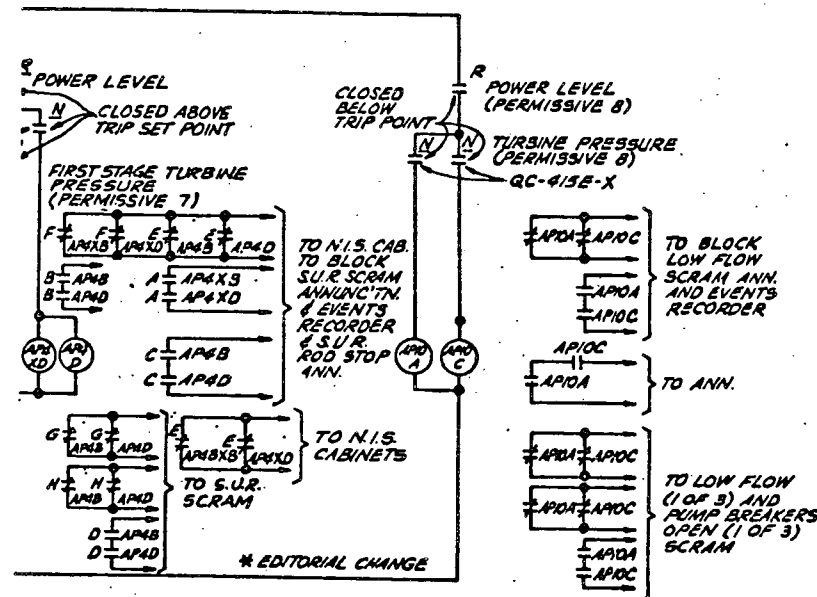 POWER LEVEL
N
CLOSED ABOVE
TRIP SET POINT
FIRST STAGE TURBINE
PRESSURE
(PERMISSIVE 7)
F AP4XB F AP4XD E AP4B E AP4D
B AP4B
B AP4D
A AP4XB
A AP4XD
C AP4B
C AP4D
TO N.I.S. CAB.
TO BLOCK
S.U.R. SCRAM
ANNUNC'TN.
& EVENTS
RECORDER
& S.U.R.
ROD STOP
ANN.
AP4
XD
AP4
D
G AP4B G AP4D
H AP4B H AP4D
D AP4B
D AP4D
TO S.U.R.
SCRAM
E AP4BXB E AP4XD
TO N.I.S.
CABINETS
* EDITORIAL CHANGE
CLOSED
BELOW
TRIP POINT
R
POWER LEVEL
(PERMISSIVE 8)
N
N
TURBINE PRESSURE
(PERMISSIVE 8)
QC-415E-X
AP10
A
AP10
C
AP10A AP10C
AP10A
AP10C
TO BLOCK
LOW FLOW
SCRAM ANN.
AND EVENTS
RECORDER
AP10C
AP10A
TO ANN.
AP10A AP10C
AP10A AP10C
AP10A
AP10C
TO LOW FLOW
(1 OF 3) AND
PUMP BREAKERS
OPEN (1 OF 3)
SCRAM